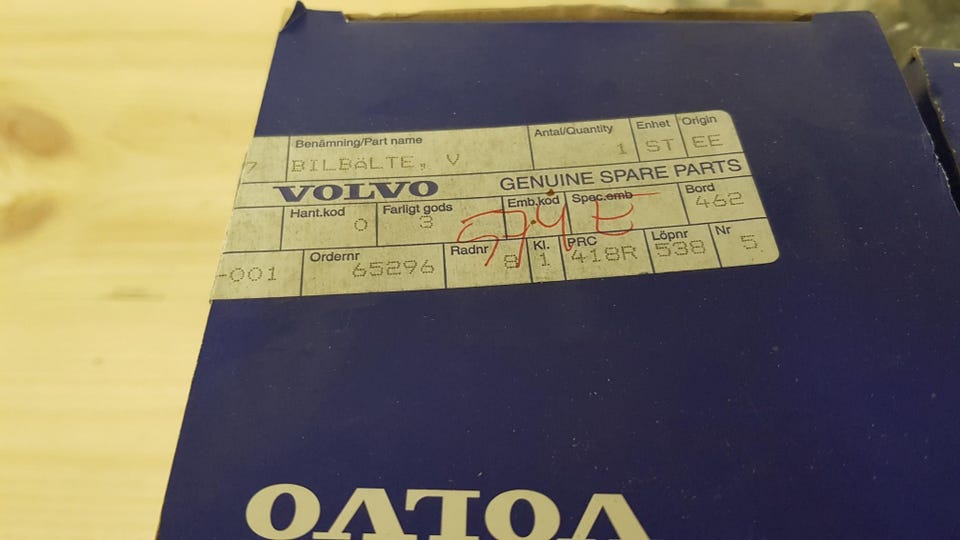 Benämning/Part name Antal/Quantity Enhet Origin
7 BILBÄLTE, V 1 ST EE
VOLVO GENUINE SPARE PARTS
Hant.kod Farligt gods Emb.kod Spec.emb Bord
0 3 462
Ordernr Radnr Kl. PRC Löpnr Nr
-001 65296 8 1 418R 538 5
VOLVO